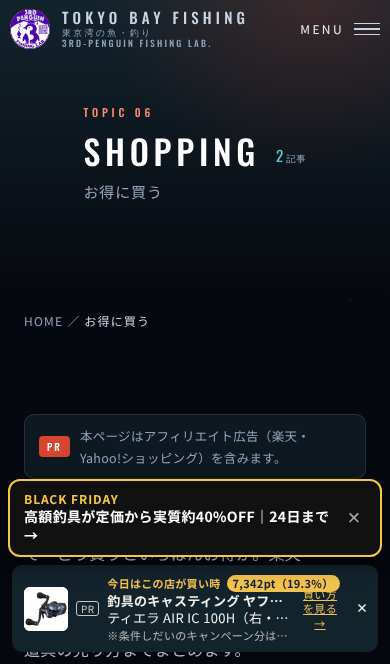 TOKYO BAY FISHING
東京湾の魚・釣り
3RD-PENGUIN FISHING LAB.
MENU
TOPIC 06
SHOPPING 2記事
お得に買う
HOME ／ お得に買う
PR
本ページはアフィリエイト広告（楽天・
Yahoo!ショッピング）を含みます。
BLACK FRIDAY
高額釣具が定価から実質約40%OFF｜24日まで
→
×
今日はこの店が買い時 7,342pt（19.3%）
PR
釣具のキャスティング ヤフ…
ティエラ AIR IC 100H（右・…
※条件しだいのキャンペーン分は…
買い方
を見る
→
×